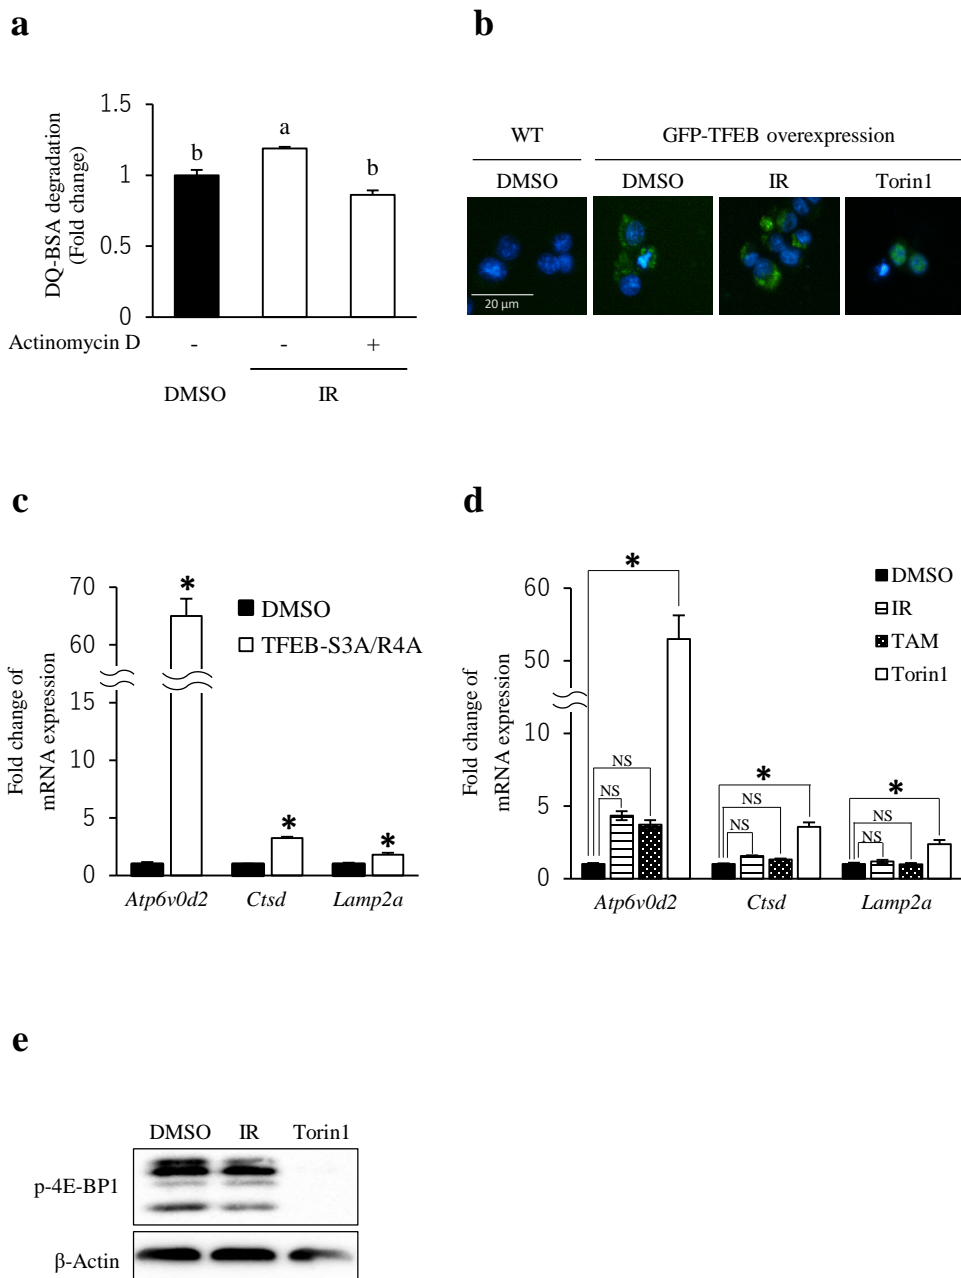 a
DQ-BSA degradation
(Fold change)
1.5
1
0.5
0
b
a
b
Actinomycin D - - +
DMSO IR
b
WT GFP-TFEB overexpression
DMSO DMSO IR Torin1
20 µm
c
Fold change of
mRNA expression
70
60
15
10
5
0
*
*
*
DMSO
TFEB-S3A/R4A
Atp6v0d2 Ctsd Lamp2a
d
Fold change of
mRNA expression
60
50
10
5
0
*
NS
NS
*
NS
NS
*
NS
NS
DMSO
IR
TAM
Torin1
Atp6v0d2 Ctsd Lamp2a
e
DMSO IR Torin1
p-4E-BP1
β-Actin